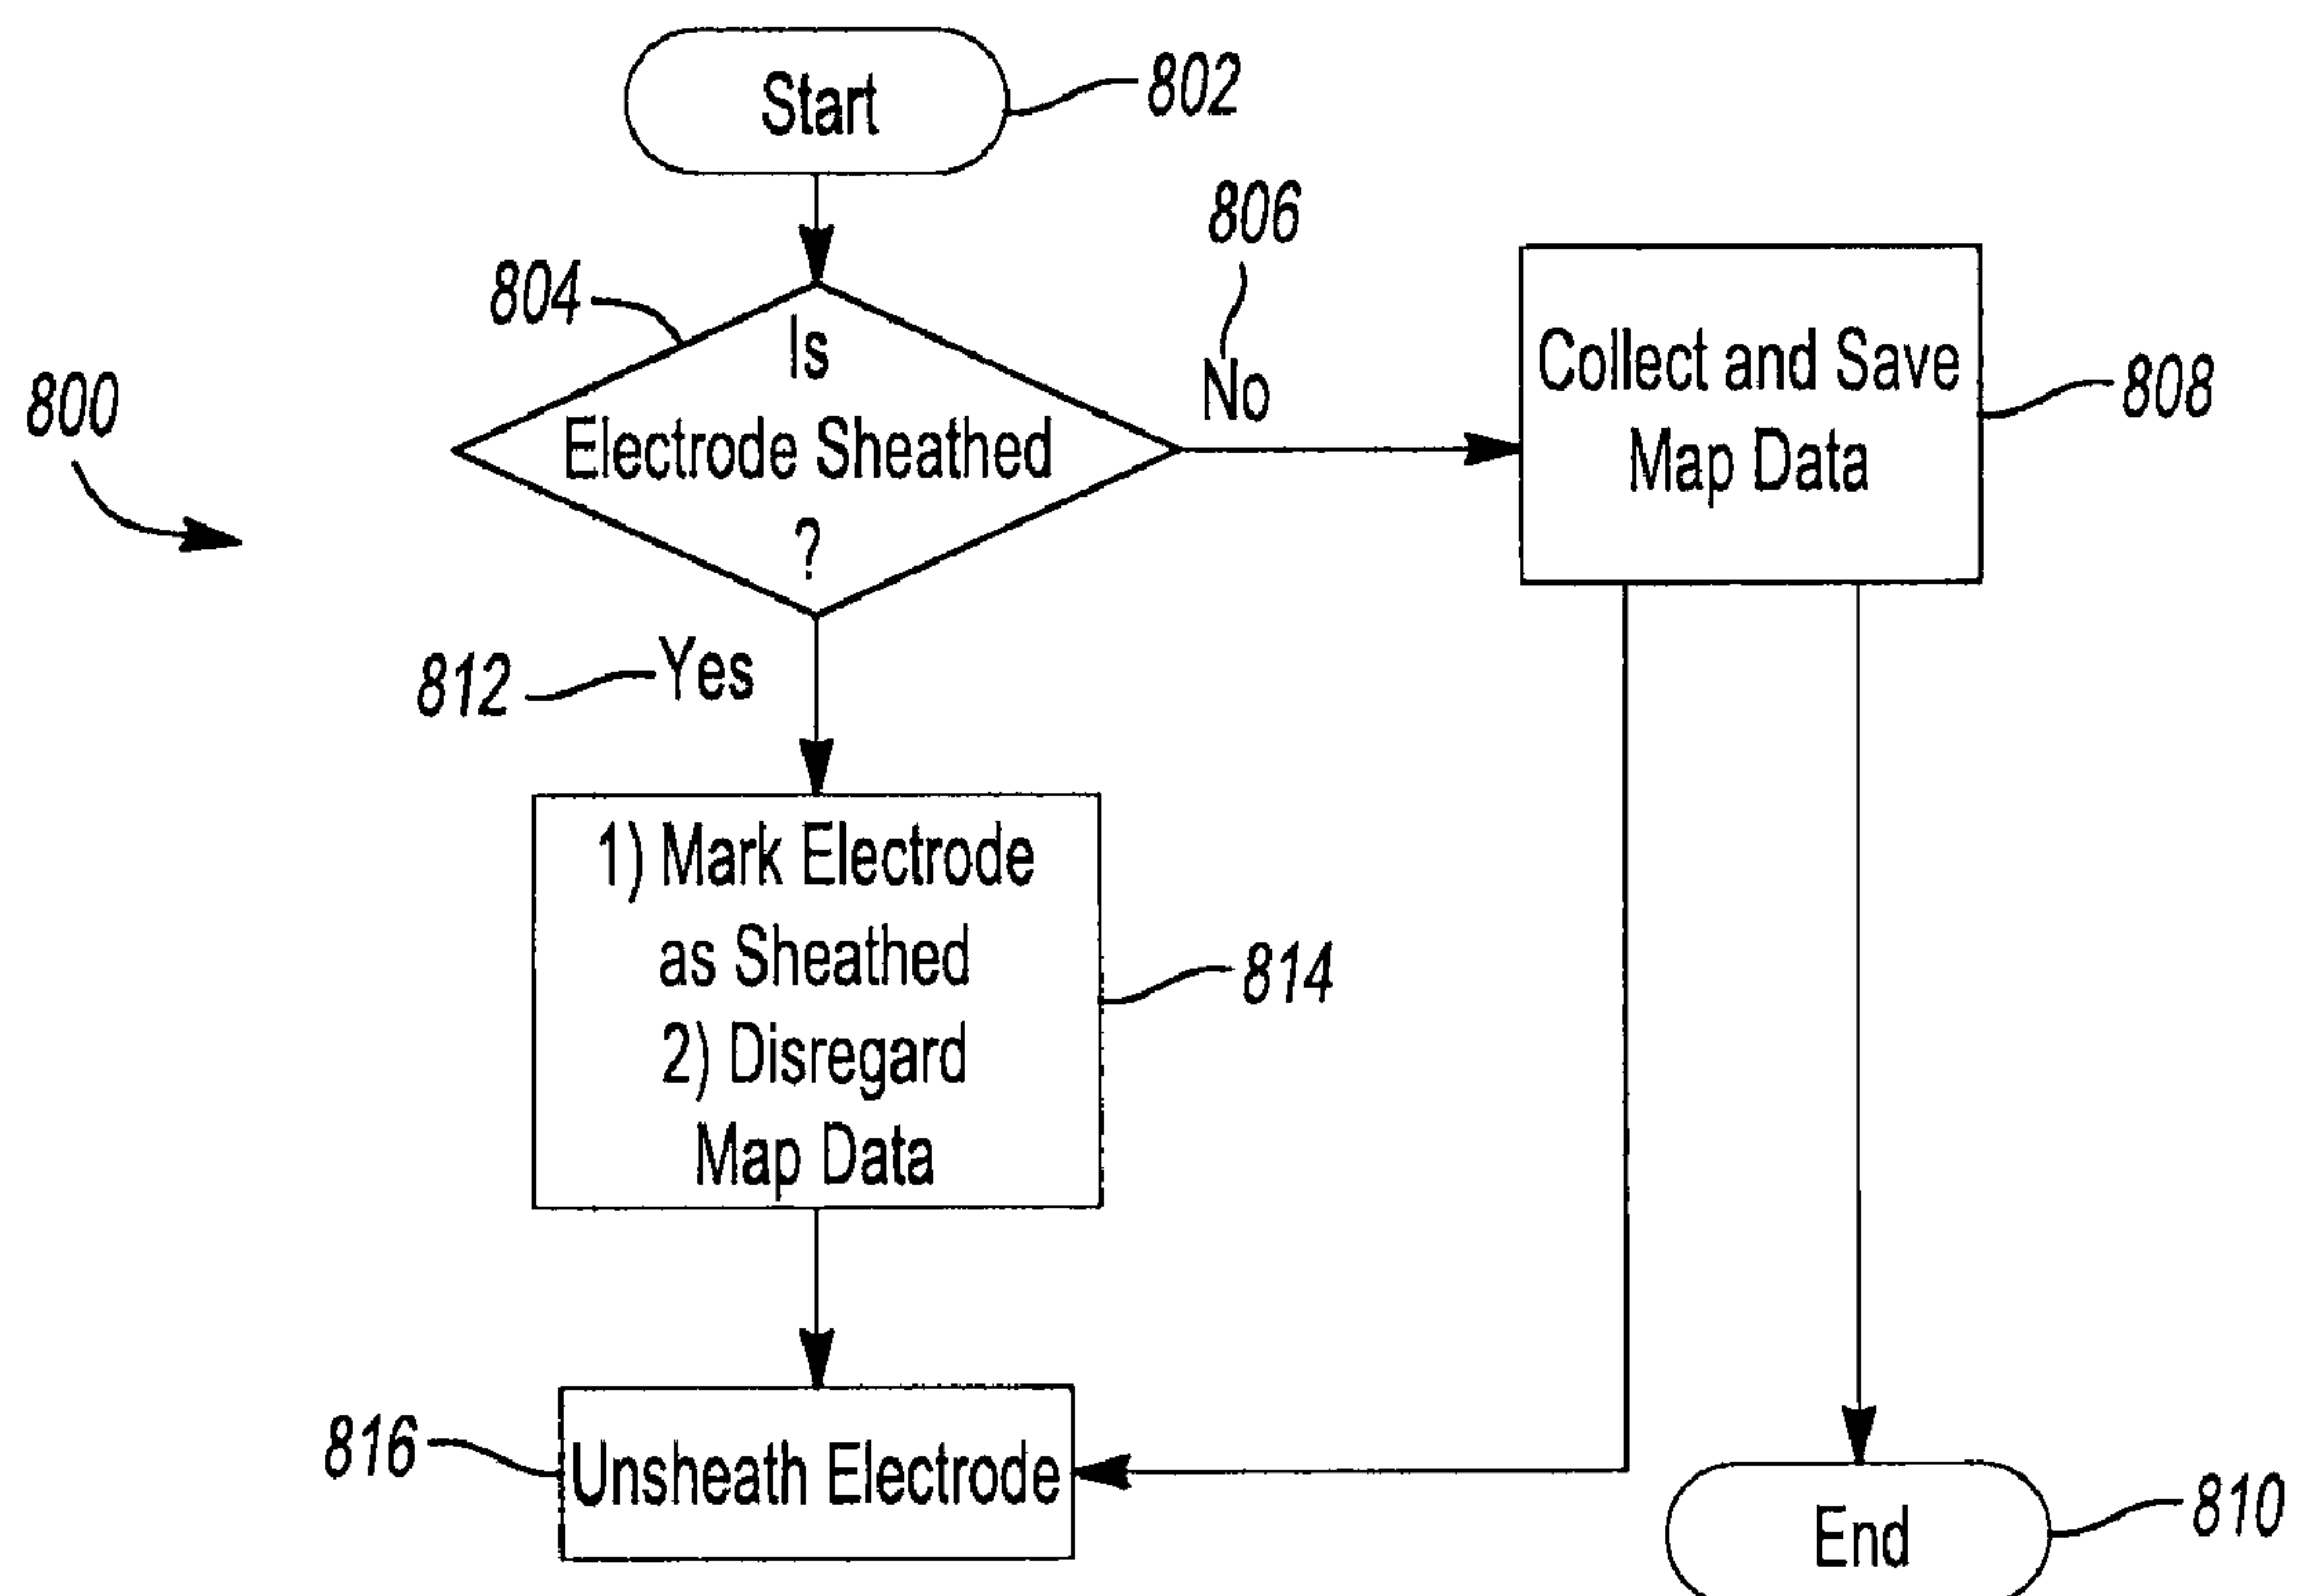 Start
802
806
804
Is
Electrode Sheathed
?
No
800
Collect and Save
Map Data
808
812
Yes
1) Mark Electrode
as Sheathed
2) Disregard
Map Data
814
816
Unsheath Electrode
End
810